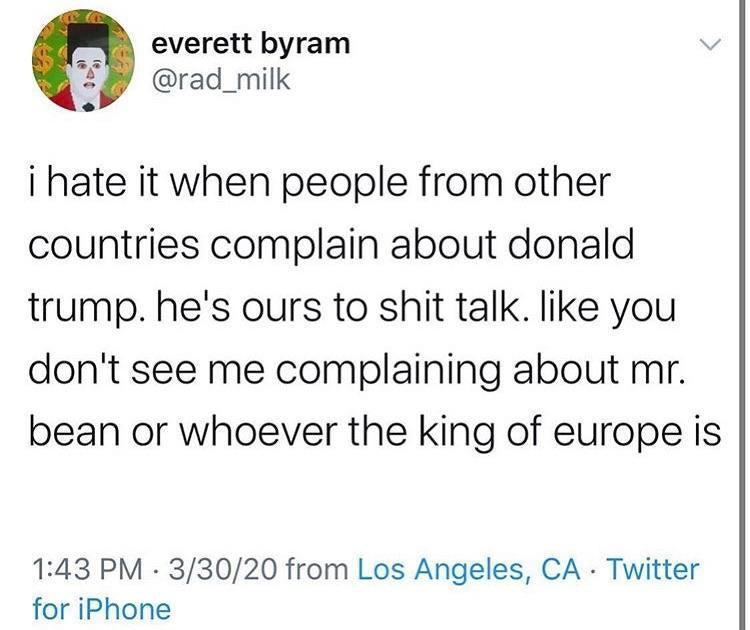 everett byram
@rad_milk
i hate it when people from other
countries complain about donald
trump. he's ours to shit talk. like you
don't see me complaining about mr.
bean or whoever the king of europe is
1:43 PM · 3/30/20 from Los Angeles, CA · Twitter
for iPhone